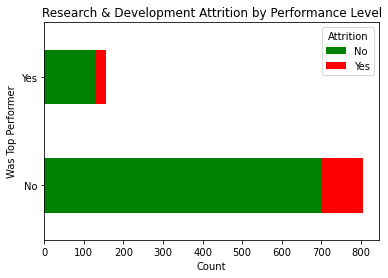 Research & Development Attrition by Performance Level
Attrition
No
Yes
Yes
No
Was Top Performer
0 100 200 300 400 500 600 700 800
Count